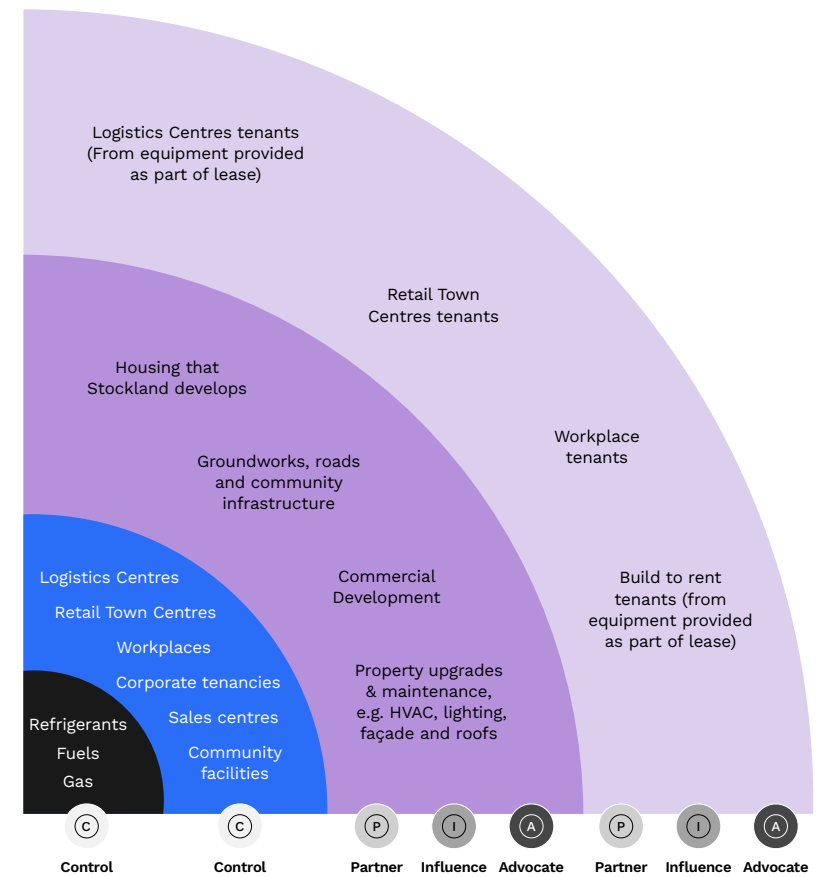 Logistics Centres tenants
(From equipment provided
as part of lease)
Retail Town
Centres tenants
Workplace
tenants
Build to rent
tenants (from
equipment provided
as part of lease)
Housing that
Stockland develops
Groundworks, roads
and community
infrastructure
Commercial
Development
Property upgrades
& maintenance,
e.g. HVAC, lighting,
façade and roofs
Logistics Centres
Retail Town Centres
Workplaces
Corporate tenancies
Sales centres
Community
facilities
Refrigerants
Fuels
Gas
C
Control
C
Control
P
Partner
I
Influence
A
Advocate
P
Partner
I
Influence
A
Advocate